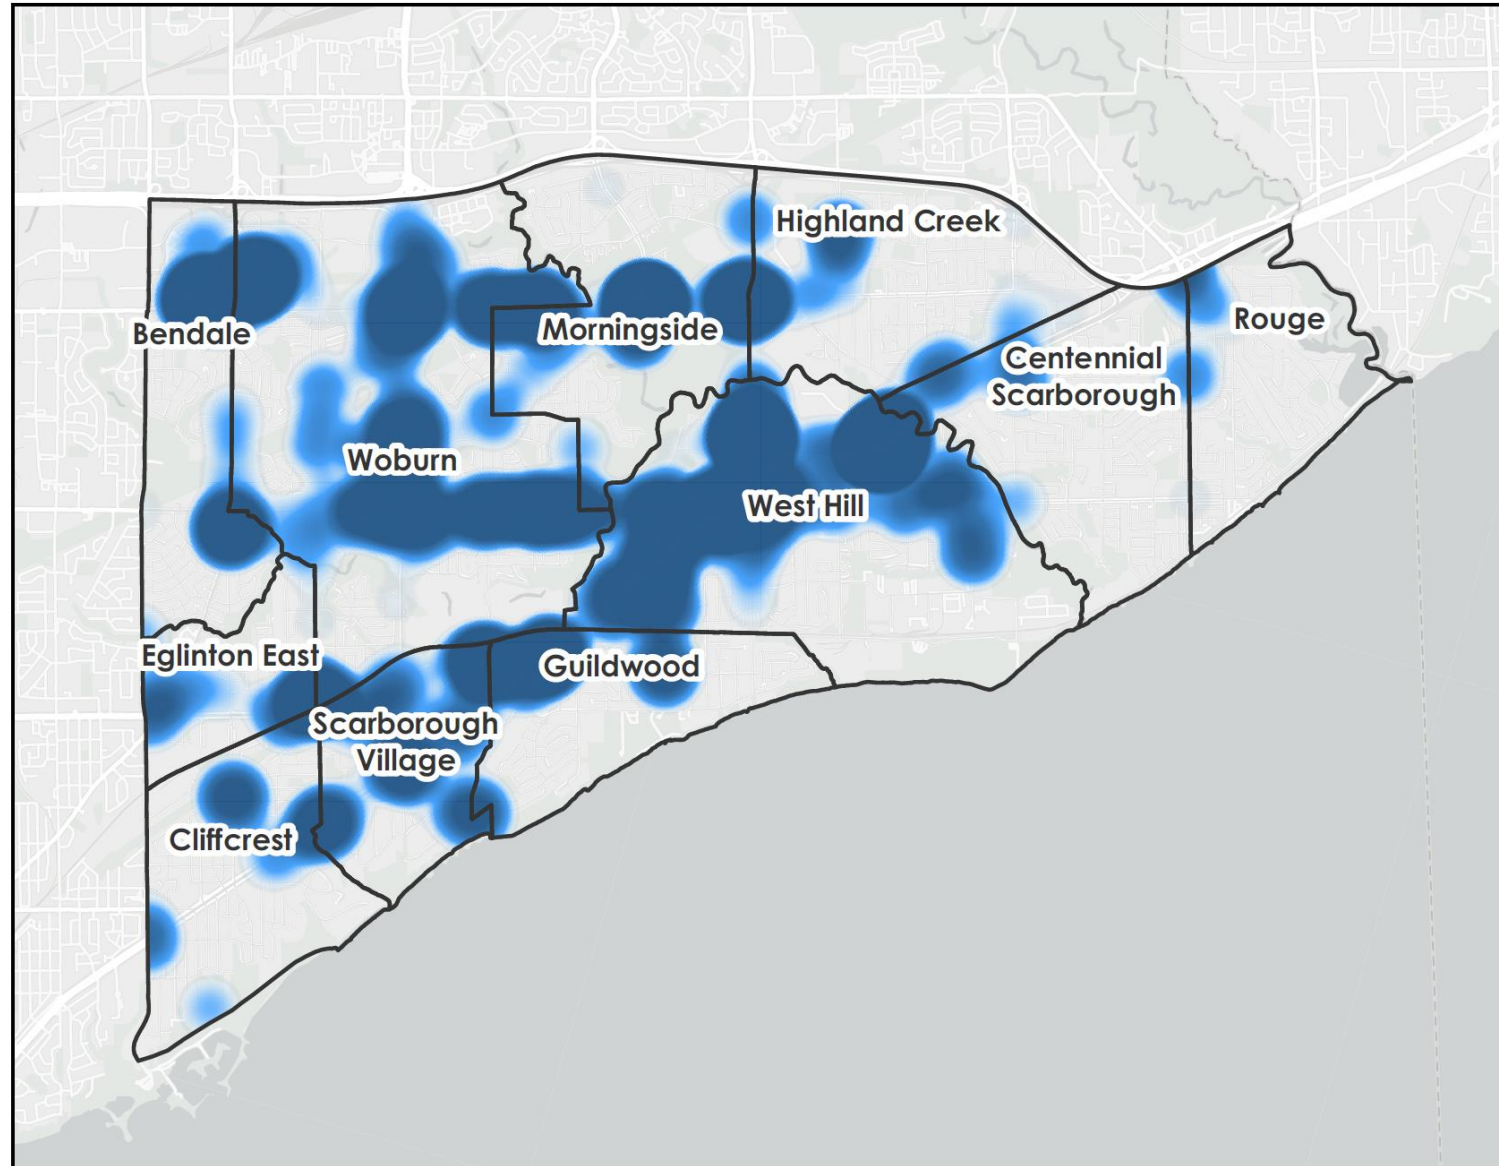 Highland Creek
Bendale
Morningside
Rouge
Centennial
Scarborough
Woburn
West Hill
Eglinton East
Guildwood
Scarborough
Village
Cliffcrest